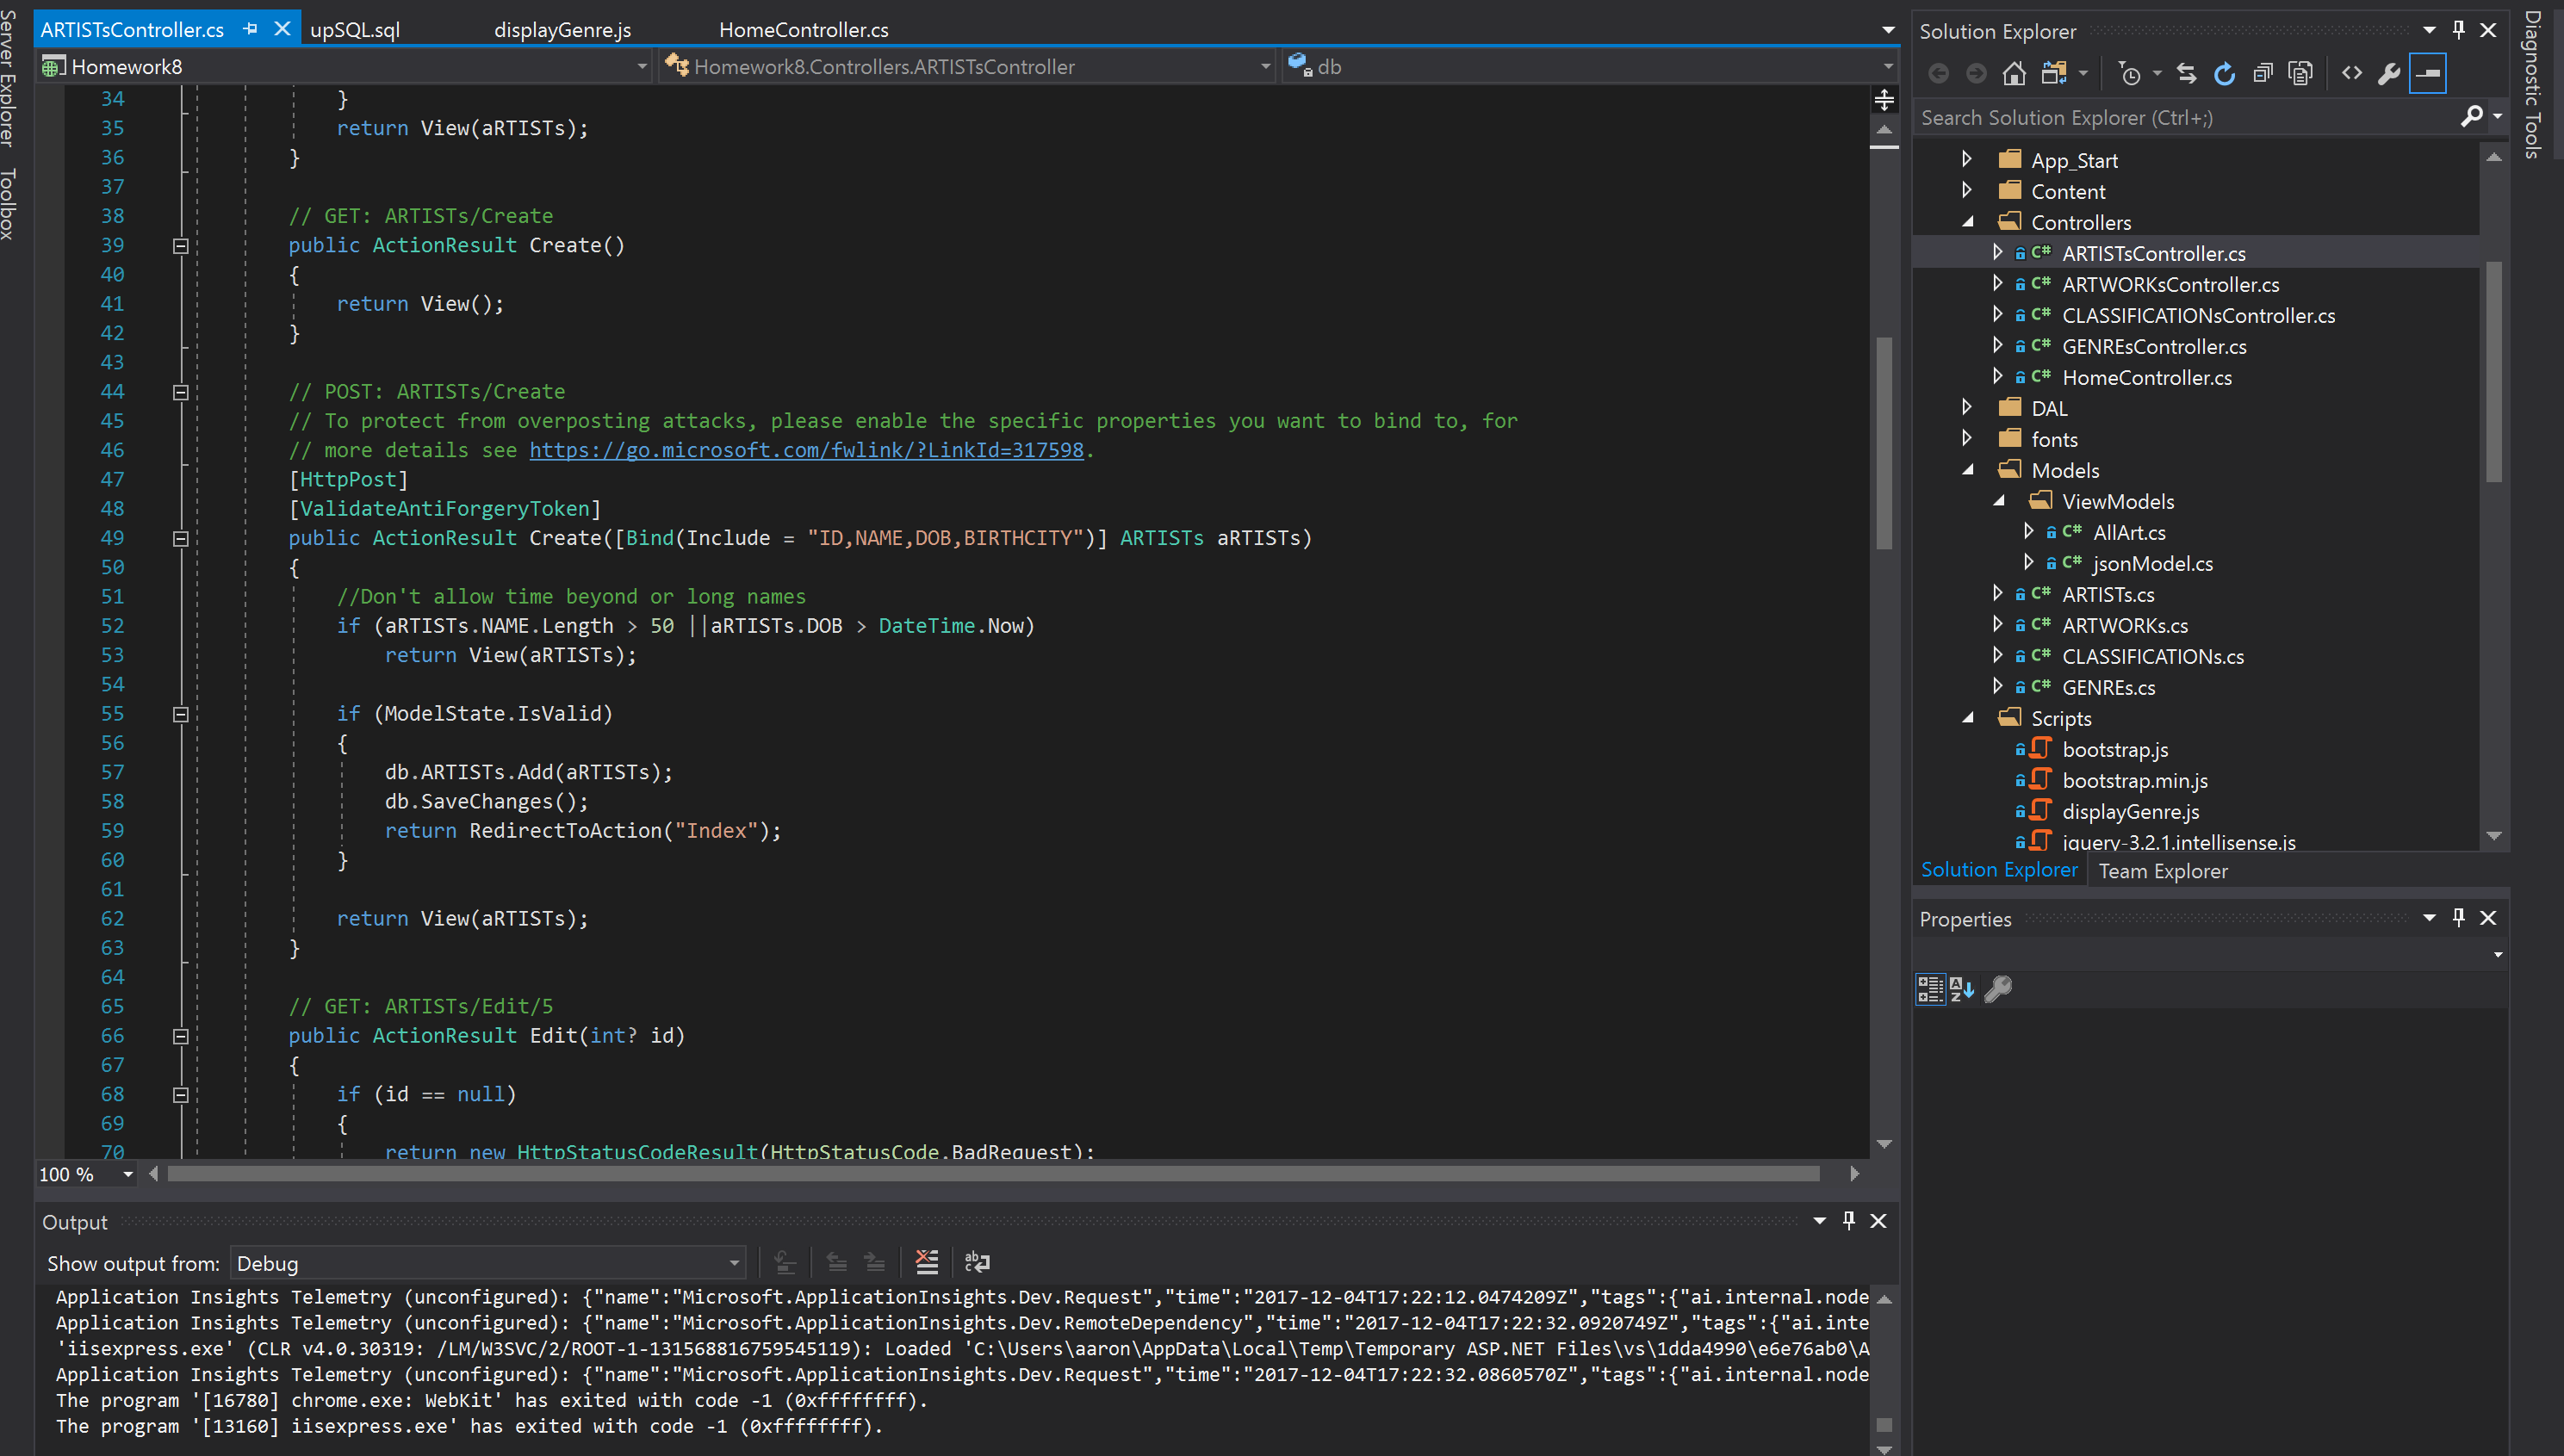 Server Explorer
Toolbox
ARTISTsController.cs
upSQL.sql
displayGenre.js
HomeController.cs
Homework8
Homework8.Controllers.ARTISTsController
db
34 }
35 return View(aRTISTs);
36 }
37
38 // GET: ARTISTs/Create
39 public ActionResult Create()
40 {
41 return View();
42 }
43
44 // POST: ARTISTs/Create
45 // To protect from overposting attacks, please enable the specific properties you want to bind to, for
46 // more details see https://go.microsoft.com/fwlink/?LinkId=317598.
47 [HttpPost]
48 [ValidateAntiForgeryToken]
49 public ActionResult Create([Bind(Include = "ID,NAME,DOB,BIRTHCITY")] ARTISTs aRTISTs)
50 {
51 //Don't allow time beyond or long names
52 if (aRTISTs.NAME.Length > 50 ||aRTISTs.DOB > DateTime.Now)
53 return View(aRTISTs);
54
55 if (ModelState.IsValid)
56 {
57 db.ARTISTs.Add(aRTISTs);
58 db.SaveChanges();
59 return RedirectToAction("Index");
60 }
61
62 return View(aRTISTs);
63 }
64
65 // GET: ARTISTs/Edit/5
66 public ActionResult Edit(int? id)
67 {
68 if (id == null)
69 {
70 return new HttpStatusCodeResult(HttpStatusCode.BadRequest);
100 %
Output
Show output from: Debug
Application Insights Telemetry (unconfigured): {"name":"Microsoft.ApplicationInsights.Dev.Request","time":"2017-12-04T17:22:12.0474209Z","tags":{"ai.internal.node
Application Insights Telemetry (unconfigured): {"name":"Microsoft.ApplicationInsights.Dev.RemoteDependency","time":"2017-12-04T17:22:32.0920749Z","tags":{"ai.inte
'iisexpress.exe' (CLR v4.0.30319: /LM/W3SVC/2/ROOT-1-131568816759545119): Loaded 'C:\Users\aaron\AppData\Local\Temp\Temporary ASP.NET Files\vs\1dda4990\e6e76ab0\A
Application Insights Telemetry (unconfigured): {"name":"Microsoft.ApplicationInsights.Dev.Request","time":"2017-12-04T17:22:32.0860570Z","tags":{"ai.internal.node
The program '[16780] chrome.exe: WebKit' has exited with code -1 (0xffffffff).
The program '[13160] iisexpress.exe' has exited with code -1 (0xffffffff).
Solution Explorer
Search Solution Explorer (Ctrl+;)
App_Start
Content
Controllers
C# ARTISTsController.cs
C# ARTWORKsController.cs
C# CLASSIFICATIONsController.cs
C# GENREsController.cs
C# HomeController.cs
DAL
fonts
Models
ViewModels
C# AllArt.cs
C# jsonModel.cs
C# ARTISTs.cs
C# ARTWORKs.cs
C# CLASSIFICATIONs.cs
C# GENREs.cs
Scripts
bootstrap.js
bootstrap.min.js
displayGenre.js
jquery-3.2.1.intellisense.js
Solution Explorer
Team Explorer
Properties
Diagnostic Tools